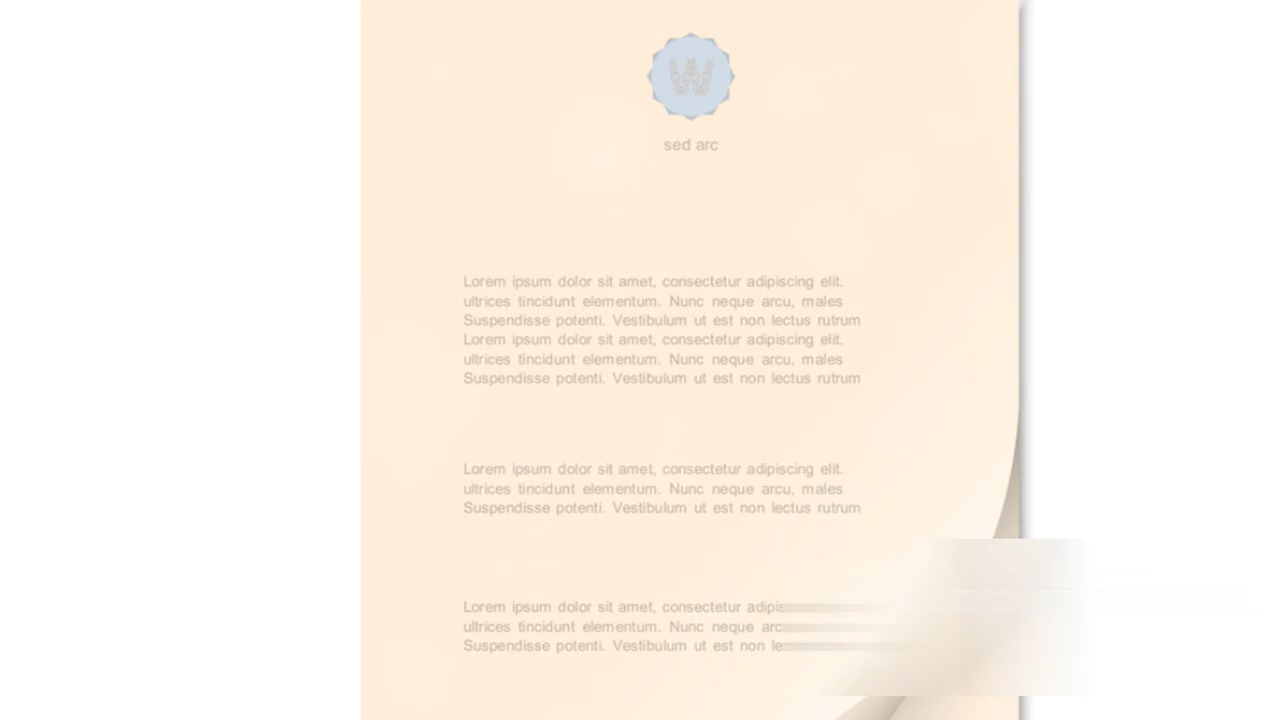 W
sed arc
Lorem ipsum dolor sit amet, consectetur adipiscing elit.
ultrices tincidunt elementum. Nunc neque arcu, males
Suspendisse potenti. Vestibulum ut est non lectus rutrum
Lorem ipsum dolor sit amet, consectetur adipiscing elit.
ultrices tincidunt elementum. Nunc neque arcu, males
Suspendisse potenti. Vestibulum ut est non lectus rutrum
Lorem ipsum dolor sit amet, consectetur adipiscing elit.
ultrices tincidunt elementum. Nunc neque arcu, males
Suspendisse potenti. Vestibulum ut est non lectus rutrum
Lorem ipsum dolor sit amet, consectetur
ultrices tincidunt elementum. Nunc neque
Suspendisse potenti. Vestibulum ut est non